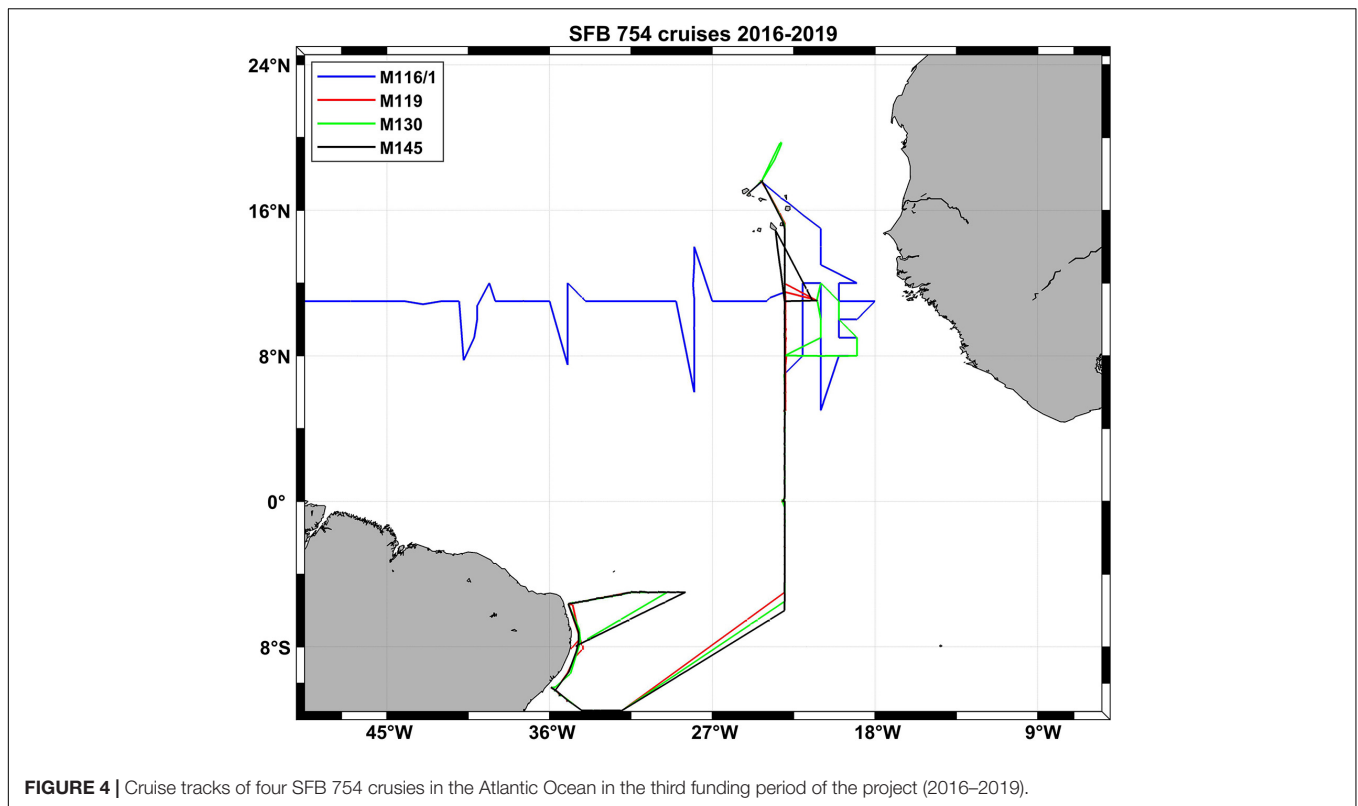 SFB 754 cruises 2016-2019
24°N
M116/1
M119
M130
M145
16°N
8°N
0°
8°S
45°W 36°W 27°W 18°W 9°W
FIGURE 4 | Cruise tracks of four SFB 754 crusies in the Atlantic Ocean in the third funding period of the project (2016–2019).